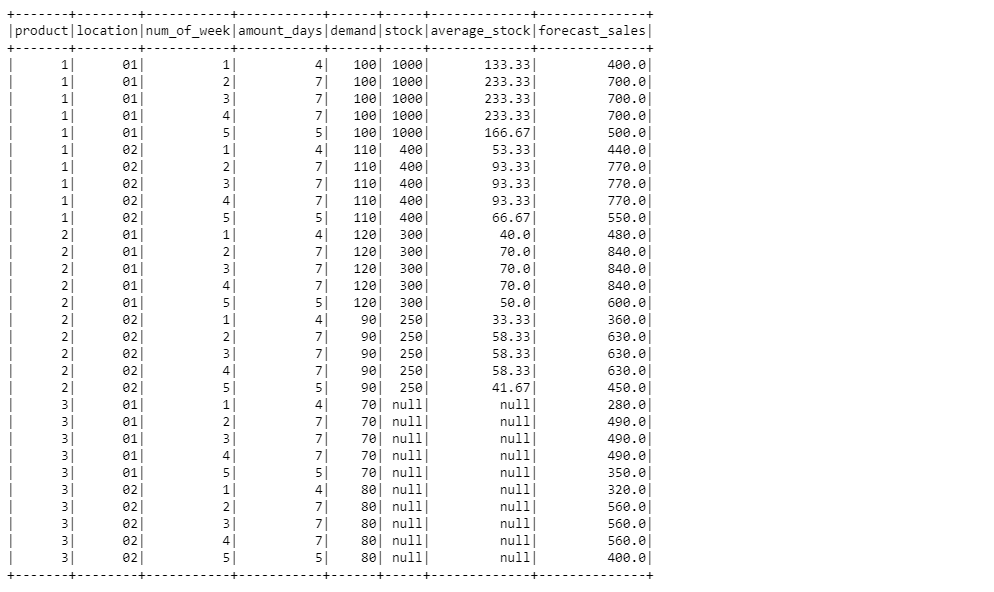 +-------+--------+-----------+-----------+------+-----+-------------+--------------+
|product|location|num_of_week|amount_days|demand|stock|average_stock|forecast_sales|
+-------+--------+-----------+-----------+------+-----+-------------+--------------+
|      1|      01|          1|          4|   100| 1000|       133.33|         400.0|
|      1|      01|          2|          7|   100| 1000|       233.33|         700.0|
|      1|      01|          3|          7|   100| 1000|       233.33|         700.0|
|      1|      01|          4|          7|   100| 1000|       233.33|         700.0|
|      1|      01|          5|          5|   100| 1000|       166.67|         500.0|
|      1|      02|          1|          4|   110|  400|        53.33|         440.0|
|      1|      02|          2|          7|   110|  400|        93.33|         770.0|
|      1|      02|          3|          7|   110|  400|        93.33|         770.0|
|      1|      02|          4|          7|   110|  400|        93.33|         770.0|
|      1|      02|          5|          5|   110|  400|        66.67|         550.0|
|      2|      01|          1|          4|   120|  300|         40.0|         480.0|
|      2|      01|          2|          7|   120|  300|         70.0|         840.0|
|      2|      01|          3|          7|   120|  300|         70.0|         840.0|
|      2|      01|          4|          7|   120|  300|         70.0|         840.0|
|      2|      01|          5|          5|   120|  300|         50.0|         600.0|
|      2|      02|          1|          4|    90|  250|        33.33|         360.0|
|      2|      02|          2|          7|    90|  250|        58.33|         630.0|
|      2|      02|          3|          7|    90|  250|        58.33|         630.0|
|      2|      02|          4|          7|    90|  250|        58.33|         630.0|
|      2|      02|          5|          5|    90|  250|        41.67|         450.0|
|      3|      01|          1|          4|    70| null|         null|         280.0|
|      3|      01|          2|          7|    70| null|         null|         490.0|
|      3|      01|          3|          7|    70| null|         null|         490.0|
|      3|      01|          4|          7|    70| null|         null|         490.0|
|      3|      01|          5|          5|    70| null|         null|         350.0|
|      3|      02|          1|          4|    80| null|         null|         320.0|
|      3|      02|          2|          7|    80| null|         null|         560.0|
|      3|      02|          3|          7|    80| null|         null|         560.0|
|      3|      02|          4|          7|    80| null|         null|         560.0|
|      3|      02|          5|          5|    80| null|         null|         400.0|
+-------+--------+-----------+-----------+------+-----+-------------+--------------+